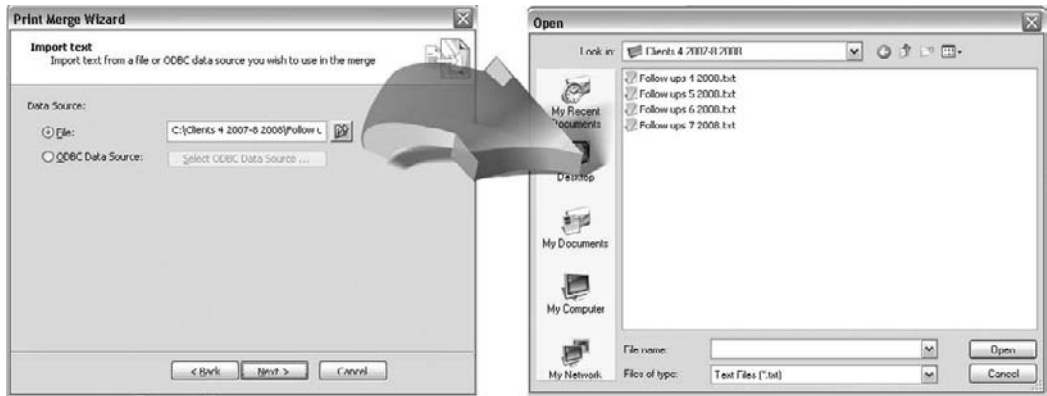 Print Merge Wizard
Import text
Import text from a file or ODBC data source you wish to use in the merge
Data Source:
File:
C:\Clients 4 2007-8 2008\Follow u
ODBC Data Source:
Select ODBC Data Source ...
< Back
Next >
Cancel
Open
Look in:
Clients 4 2007-8 2008
My Recent
Documents
Desktop
My Documents
My Computer
My Network
Follow ups 4 2008.txt
Follow ups 5 2008.txt
Follow ups 6 2008.txt
Follow ups 7 2008.txt
File name:
Open
Files of type:
Text Files (*.txt)
Cancel